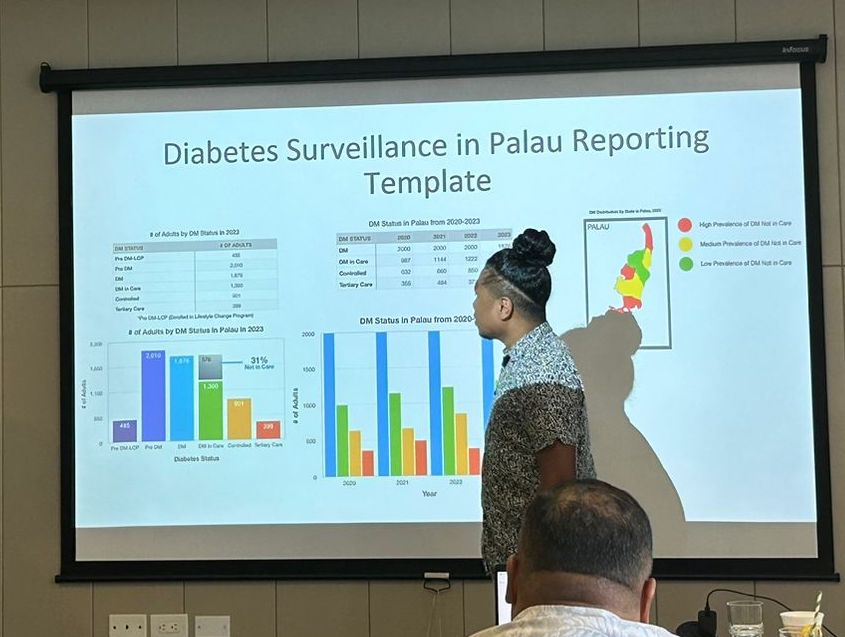 InFocus
Diabetes Surveillance in Palau Reporting
Template
# of Adults by DM Status in 2023
DM STATUS # OF ADULTS
Pre DM-LCP
Pre DM 2,010
DM 1,876
DM in Care 1,300
Controlled 901
Tertiary Care 399
*Pre DM-LCP (Enrolled in Lifestyle Change Program)
# of Adults by DM Status in Palau in 2023
# of Adults
2,010
1,876
576
31%
Not in Care
1,300
901
399
Pre DM-LCP Pre DM DM DM in Care Controlled Tertiary Care
Diabetes Status
DM Status in Palau from 2020-2023
DM STATUS 2020 2021 2022 2023
DM 2000 2000 2000
DM in Care 987 1144 1222
Controlled 632 660 850
Tertiary Care 484
DM Status in Palau from 2020-
# of Adults
2000
1500
1000
500
0
2020 2021 2022
Year
DM Distribution by State in Palau, 2023
PALAU
High Prevalence of DM Not in Care
Medium Prevalence of DM Not in Care
Low Prevalence of DM Not in Care